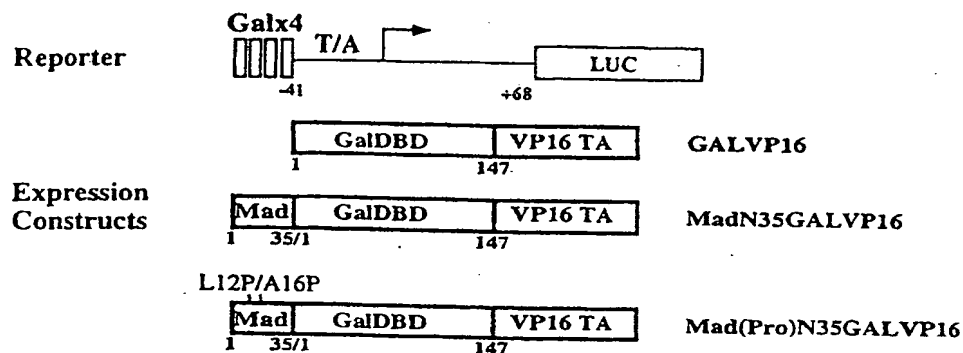 Galx4
T/A
Reporter
LUC
-41
+68
GalDBD
VP16 TA
GALVP16
1
147
Expression
Constructs
Mad
GalDBD
VP16 TA
MadN35GALVP16
1
35/1
147
L12P/A16P
Mad
GalDBD
VP16 TA
Mad(Pro)N35GALVP16
1
35/1
147